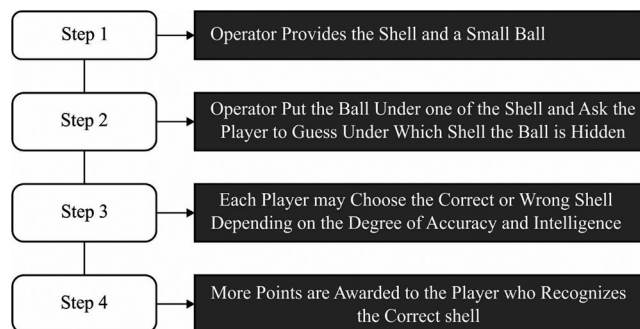 Step 1
Operator Provides the Shell and a Small Ball
Step 2
Operator Put the Ball Under one of the Shell and Ask the
Player to Guess Under Which Shell the Ball is Hidden
Step 3
Each Player may Choose the Correct or Wrong Shell
Depending on the Degree of Accuracy and Intelligence
Step 4
More Points are Awarded to the Player who Recognizes
the Correct shell